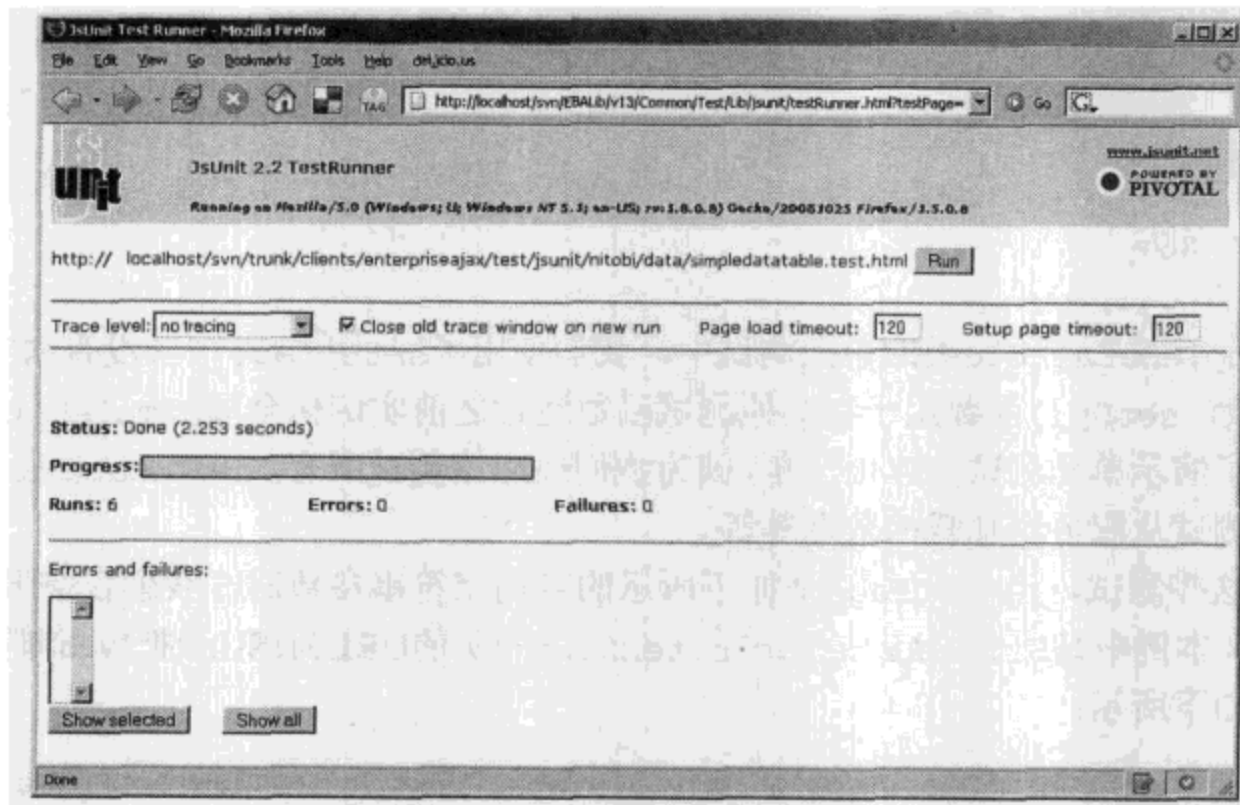 JsUnit Test Runner - Mozilla Firefox
File Edit View Go Bookmarks Tools Help del.icio.us
TAG http://localhost/svn/EBALib/v13/Common/Test/Lib/jsunit/testRunner.html?testPage= Go G
unit
JsUnit 2.2 TestRunner
www.jsunit.net
POWERED BY
PIVOTAL
Running on Mozilla/5.0 (Windows; U; Windows NT 5.1; en-US; rv:1.8.0.8) Gecko/20061025 Firefox/1.5.0.8
http:// localhost/svn/trunk/clients/enterpriseajax/test/jsunit/nitobi/data/simpledatatable.test.html Run
Trace level: no tracing Close old trace window on new run Page load timeout: 120 Setup page timeout: 120
Status: Done (2.253 seconds)
Progress:
Runs: 6 Errors: 0 Failures: 0
Errors and failures:
Show selected Show all
Done